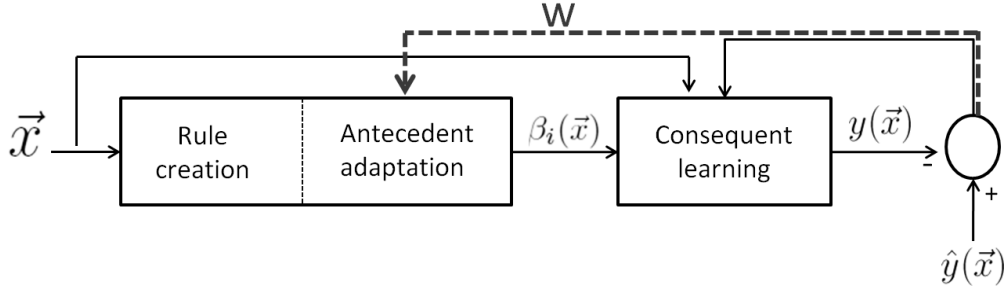 W
x⃗
Rule
creation
Antecedent
adaptation
βᵢ(x⃗)
Consequent
learning
y(x⃗)
-
+
ŷ(x⃗)